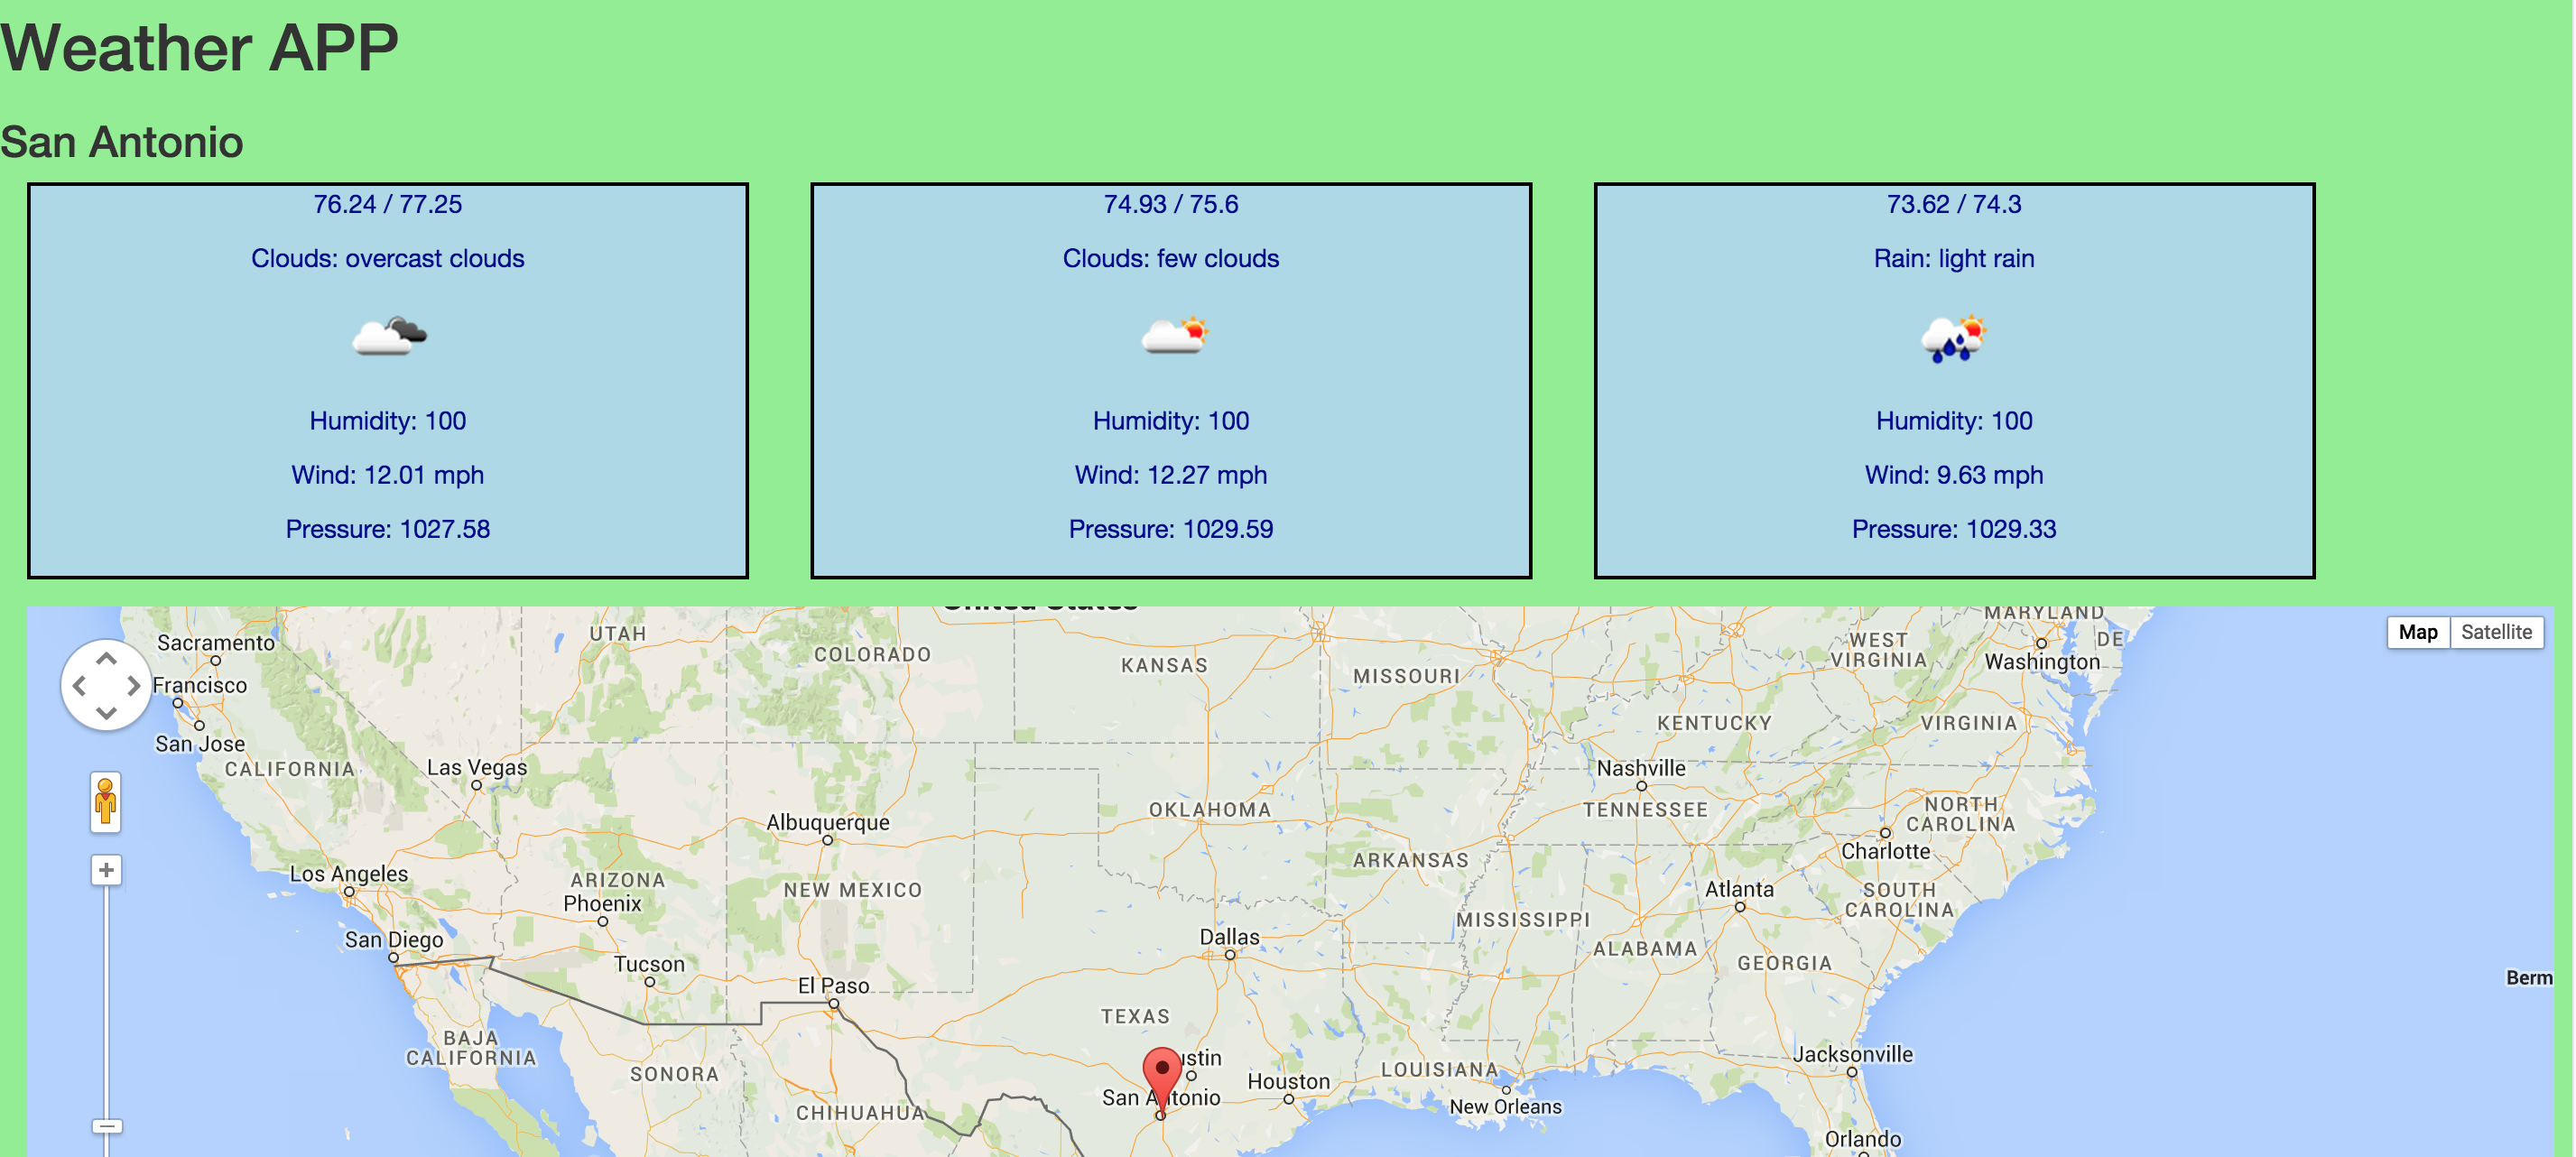 Weather APP
San Antonio
76.24 / 77.25
Clouds: overcast clouds
Humidity: 100
Wind: 12.01 mph
Pressure: 1027.58
74.93 / 75.6
Clouds: few clouds
Humidity: 100
Wind: 12.27 mph
Pressure: 1029.59
73.62 / 74.3
Rain: light rain
Humidity: 100
Wind: 9.63 mph
Pressure: 1029.33
United States
Map
Satellite
MARYLAND
DE
Sacramento
UTAH
COLORADO
KANSAS
MISSOURI
WEST
VIRGINIA
Washington
Francisco
San Jose
KENTUCKY
VIRGINIA
CALIFORNIA
Las Vegas
Nashville
Albuquerque
OKLAHOMA
TENNESSEE
NORTH
CAROLINA
Charlotte
Los Angeles
ARIZONA
Phoenix
NEW MEXICO
ARKANSAS
Atlanta
SOUTH
CAROLINA
MISSISSIPPI
San Diego
Dallas
ALABAMA
GEORGIA
Tucson
El Paso
Berm
TEXAS
BAJA
CALIFORNIA
ustin
SONORA
Houston
LOUISIANA
Jacksonville
San Antonio
New Orleans
CHIHUAHUA
Orlando